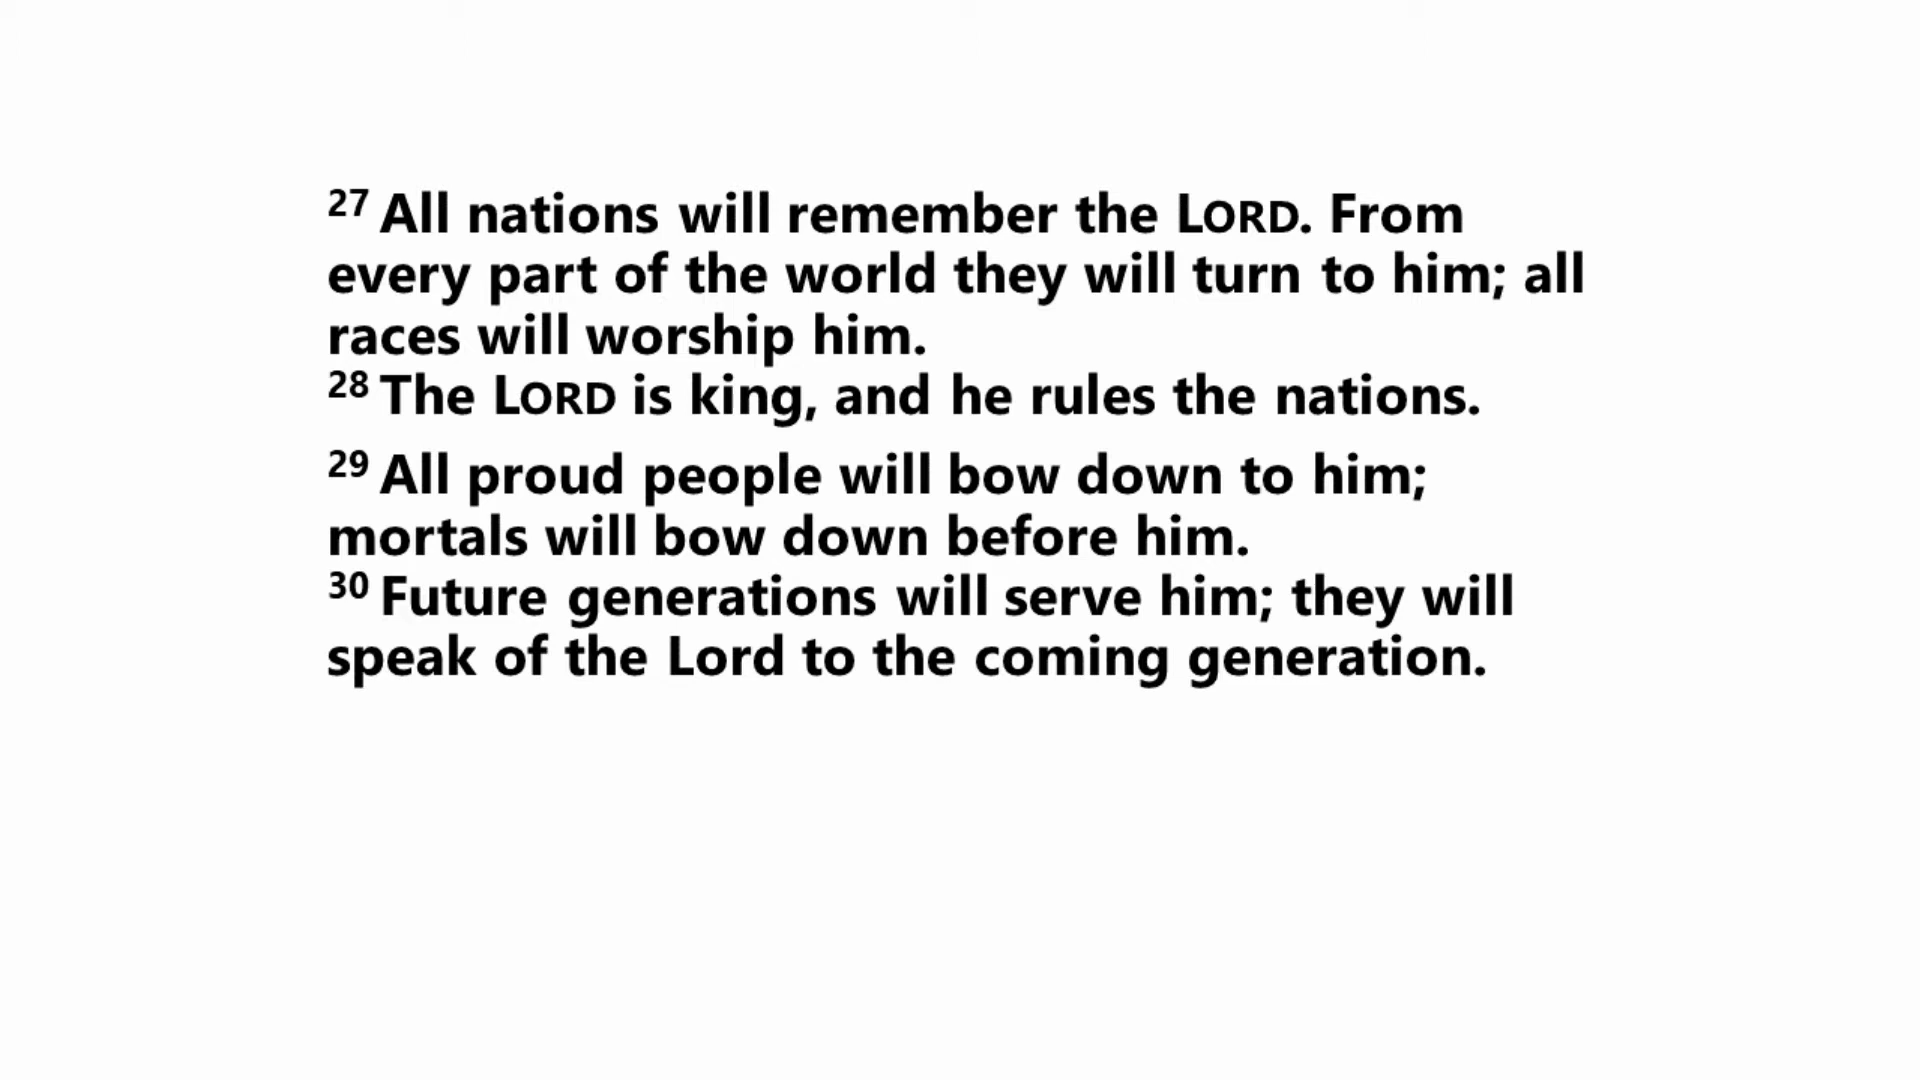 27 All nations will remember the LORD. From
every part of the world they will turn to him; all
races will worship him.
28 The LORD is king, and he rules the nations.
29 All proud people will bow down to him;
mortals will bow down before him.
30 Future generations will serve him; they will
speak of the Lord to the coming generation.